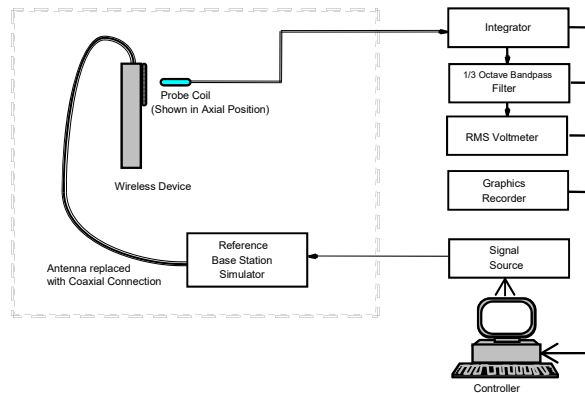 Integrator
1/3 Octave Bandpass
Filter
RMS Voltmeter
Graphics
Recorder
Probe Coil
(Shown in Axial Position)
Wireless Device
Reference
Base Station
Simulator
Signal
Source
Antenna replaced
with Coaxial Connection
Controller